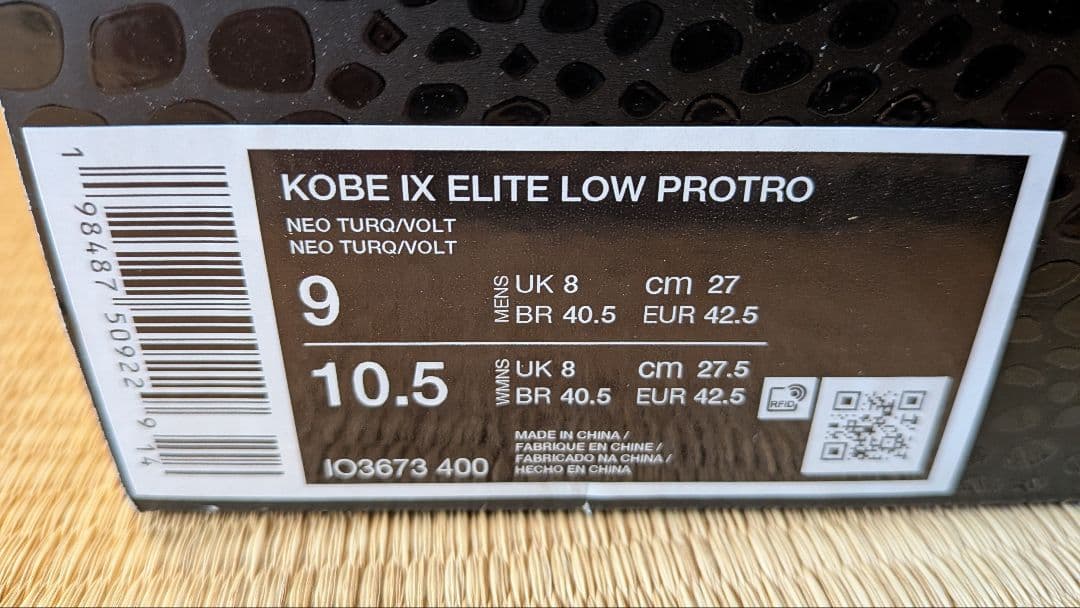 KOBE IX ELITE LOW PROTRO
NEO TURQ/VOLT
NEO TURQ/VOLT
9 MENS UK 8 cm 27
BR 40.5 EUR 42.5
10.5 WMNS UK 8 cm 27.5
BR 40.5 EUR 42.5
RFID
MADE IN CHINA /
FABRIQUE EN CHINE /
FABRICADO NA CHINA /
HECHO EN CHINA
IO3673 400
1 98487 50922 9 14